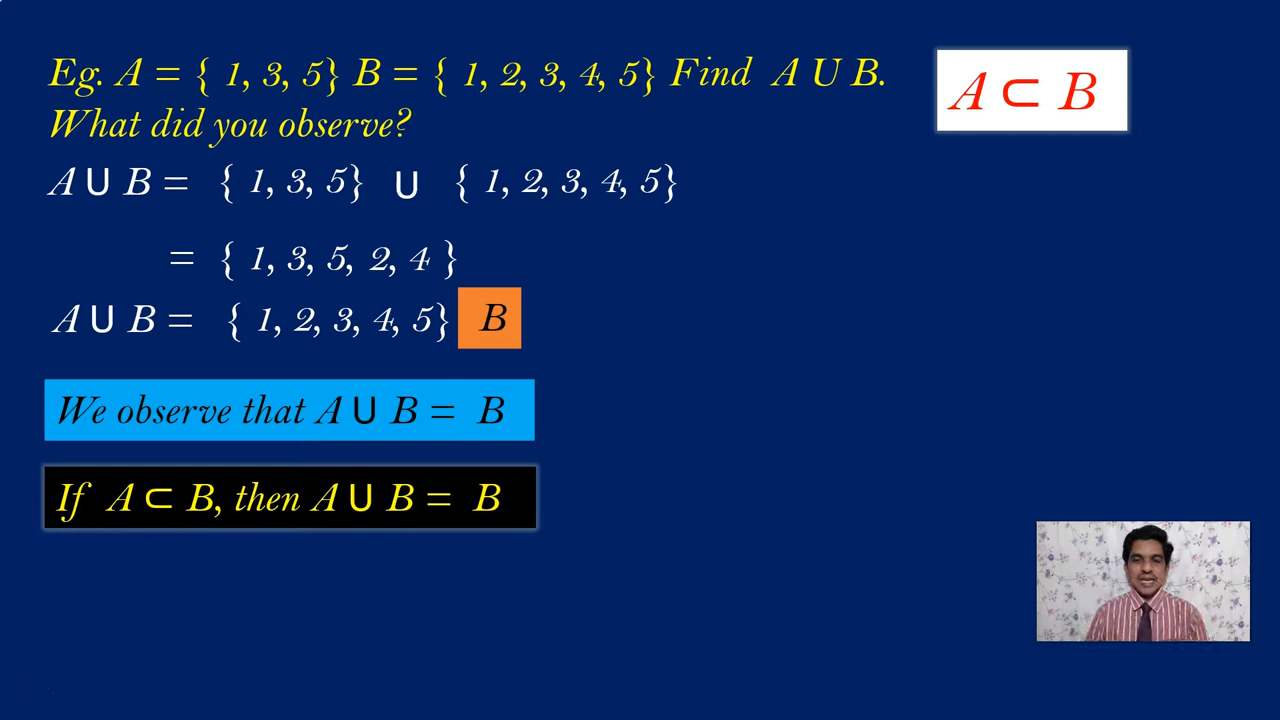 Eg. A = { 1, 3, 5} B = { 1, 2, 3, 4, 5} Find A U B.
What did you observe?
A ⊂ B
A ∪ B = { 1, 3, 5} ∪ { 1, 2, 3, 4, 5}
= { 1, 3, 5, 2, 4 }
A ∪ B = { 1, 2, 3, 4, 5} B
We observe that A ∪ B = B
If A ⊂ B, then A ∪ B = B